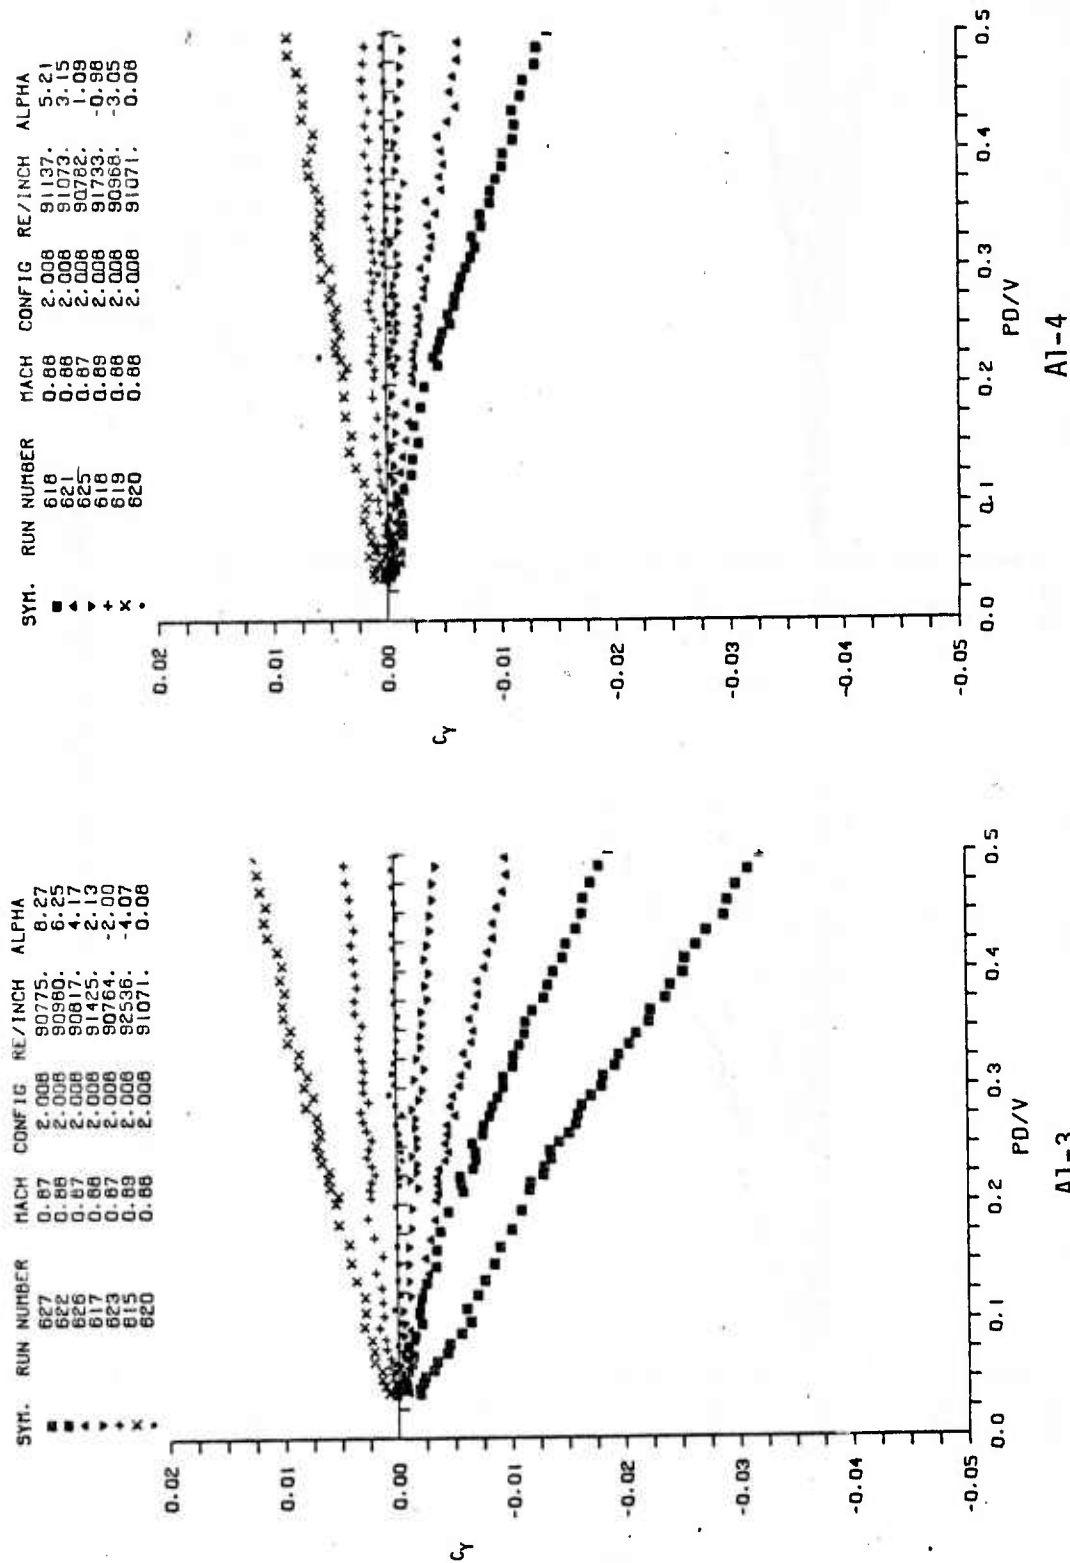 SYM. RUN NUMBER MACH CONFIG RE/INCH ALPHA
■ 627 0.87 2.008 90775. 8.27
■ 622 0.88 2.008 90980. 6.25
▲ 626 0.87 2.008 90817. 4.17
▼ 617 0.88 2.008 91425. 2.13
+ 623 0.87 2.008 90764. -2.00
× 615 0.89 2.008 92536. -4.07
• 620 0.88 2.008 91071. 0.08
0.02
0.01
0.00
-0.01
-0.02
-0.03
-0.04
-0.05
CY
0.0 0.1 0.2 0.3 0.4 0.5
PD/V
A1-3
SYM. RUN NUMBER MACH CONFIG RE/INCH ALPHA
■ 618 0.88 2.008 91137. 5.21
▲ 621 0.88 2.008 91073. 3.15
▼ 625 0.87 2.008 90782. 1.09
+ 618 0.89 2.008 91733. -0.98
× 619 0.88 2.008 90968. -3.05
• 620 0.88 2.008 91071. 0.08
0.02
0.01
0.00
-0.01
-0.02
-0.03
-0.04
-0.05
CY
0.0 0.1 0.2 0.3 0.4 0.5
PD/V
A1-4